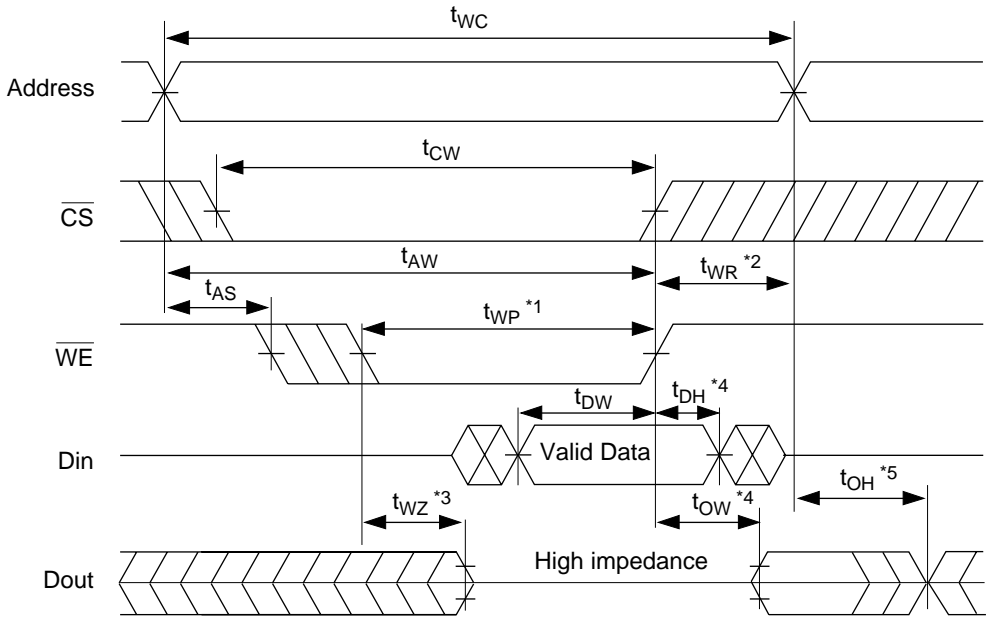 tWC
Address
tCW
CS
tAW
tWR *2
tAS
tWP *1
WE
tDW
tDH *4
Valid Data
Din
tOH *5
tWZ *3
tOW *4
High impedance
Dout